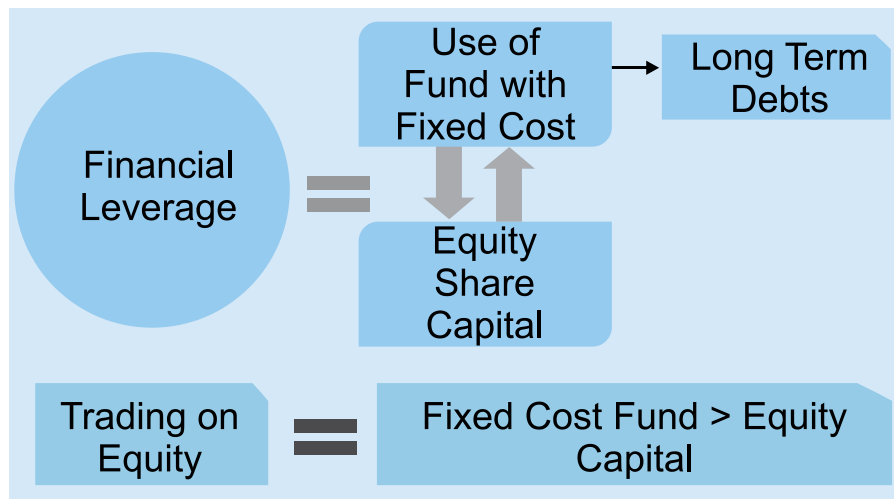 Financial
Leverage
=
Use of
Fund with
Fixed Cost
Long Term
Debts
Equity
Share
Capital
Trading on
Equity
=
Fixed Cost Fund > Equity
Capital